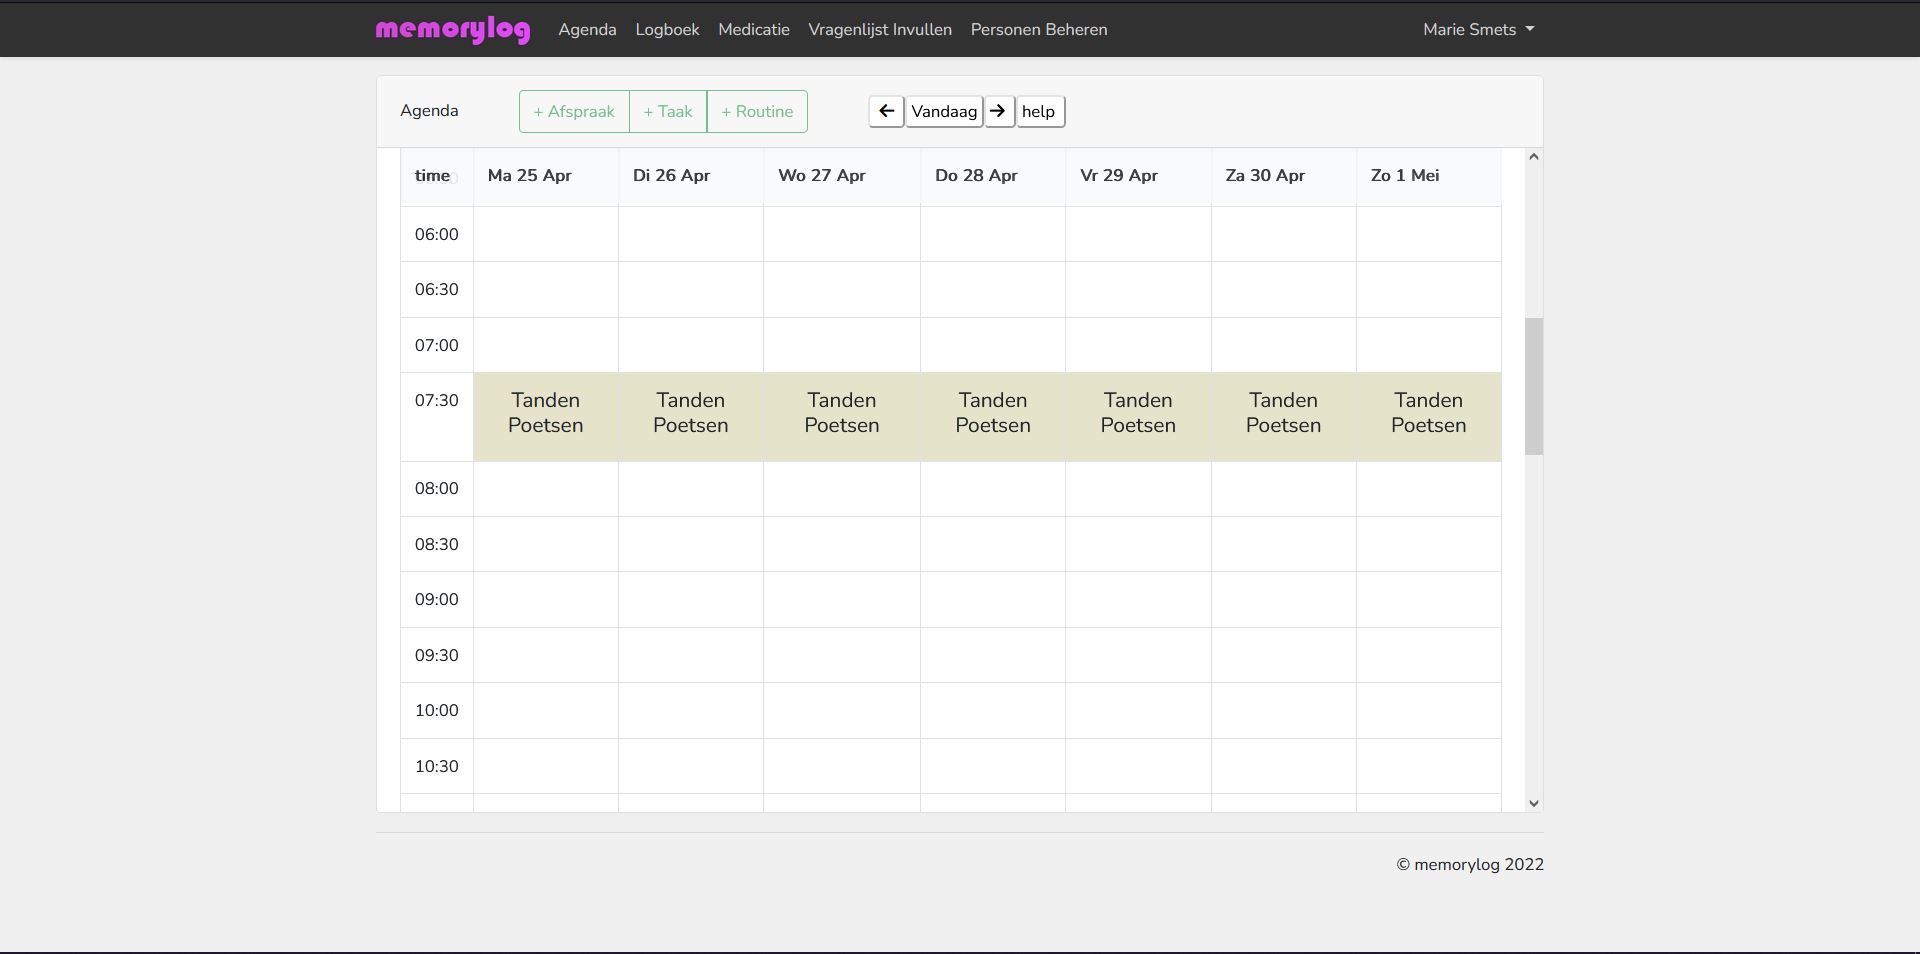 memorylog Agenda Logboek Medicatie Vragenlijst Invullen Personen Beheren Marie Smets
Agenda + Afspraak + Taak + Routine Vandaag help
time Ma 25 Apr Di 26 Apr Wo 27 Apr Do 28 Apr Vr 29 Apr Za 30 Apr Zo 1 Mei
06:00
06:30
07:00
07:30 Tanden Tanden Tanden Tanden Tanden Tanden Tanden
Poetsen Poetsen Poetsen Poetsen Poetsen Poetsen Poetsen
08:00
08:30
09:00
09:30
10:00
10:30
© memorylog 2022